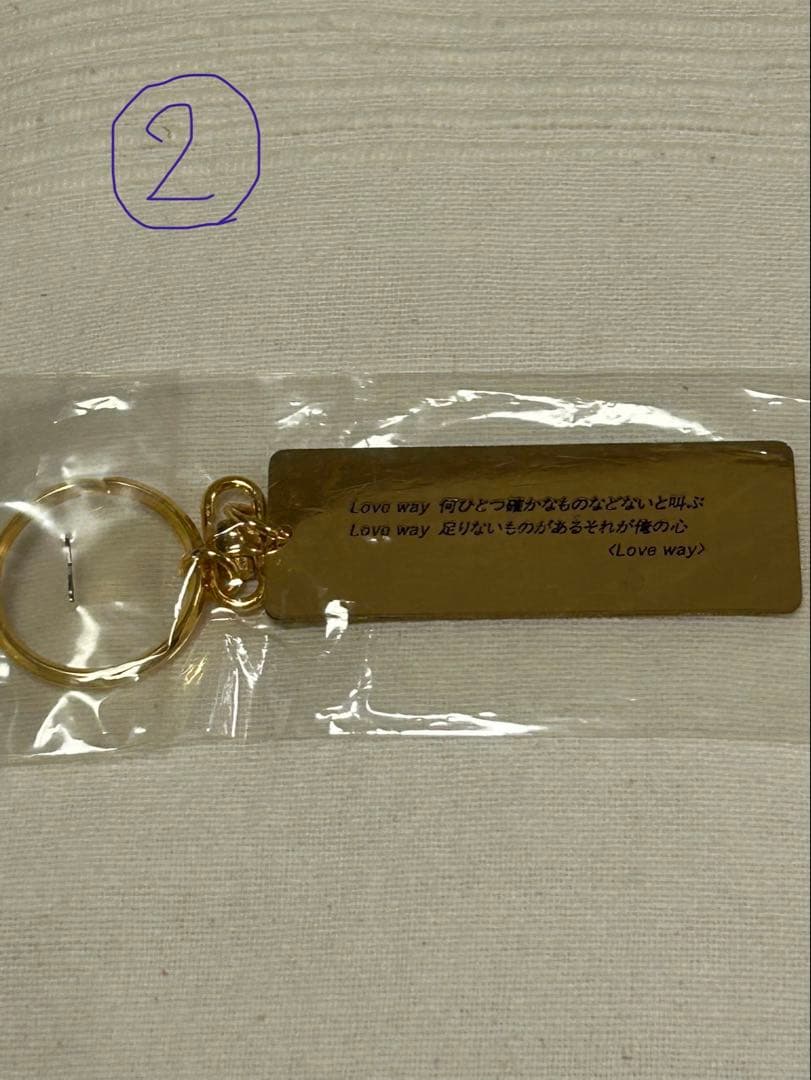 ②
Love way 何ひとつ確かなものなどないと叫ぶ
Love way 足りないものがあるそれが俺の心
〈Love way〉